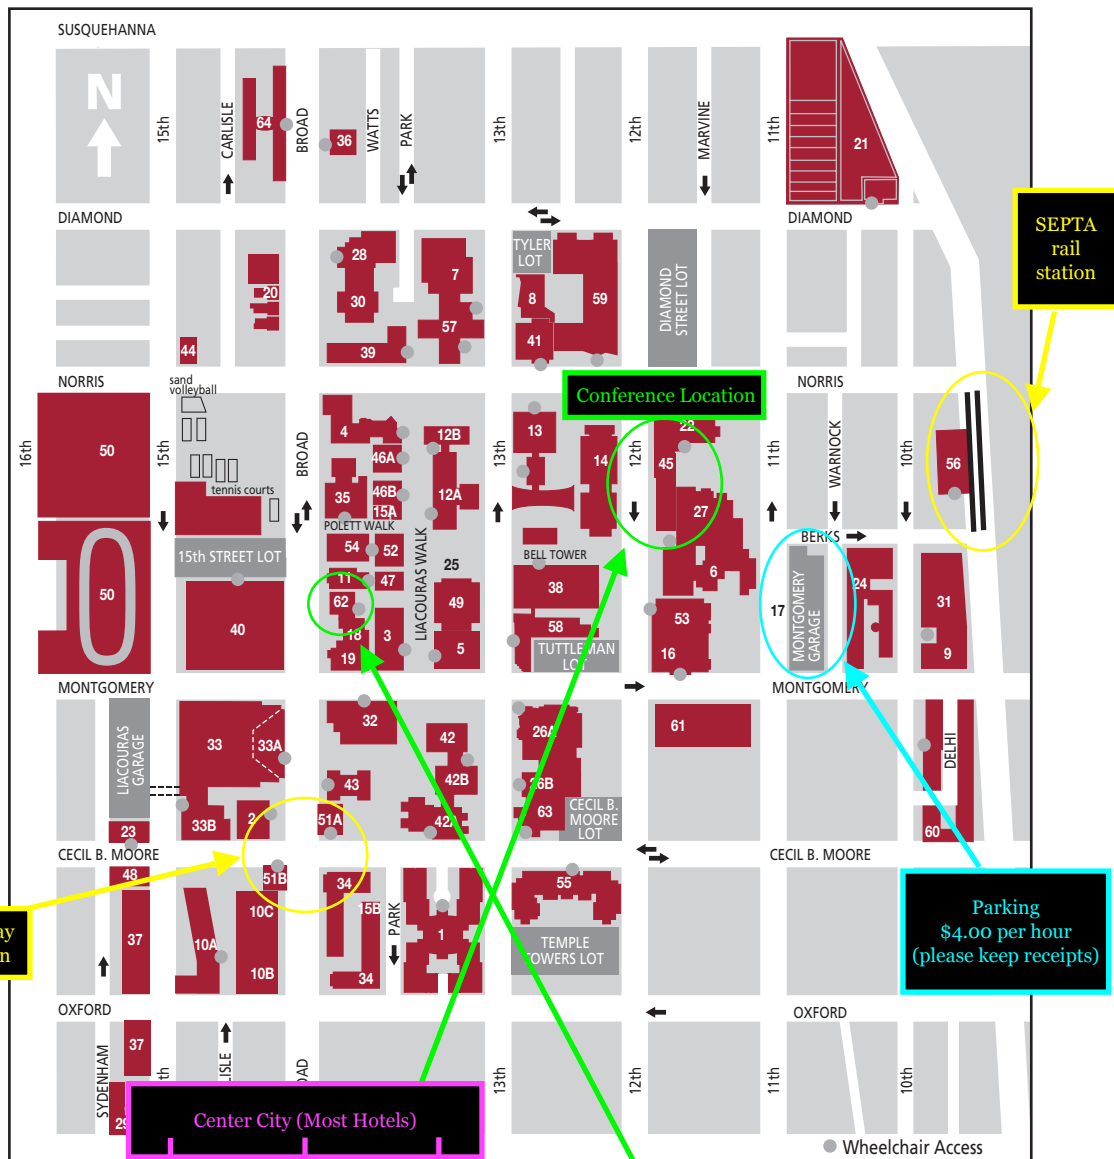 SUSQUEHANNA
N
15th
CARLISLE
BROAD
WATTS
PARK
13th
12th
MARVINE
11th
64
36
21
DIAMOND
DIAMOND
SEPTA
rail
station
28
30
7
57
39
20
44
TYLER
LOT
8
41
59
DIAMOND
STREET LOT
NORRIS
NORRIS
Conference Location
sand
volleyball
tennis courts
16th
50
15th
BROAD
4
46A
46B
15A
35
12B
12A
13th
13
14
12th
22
45
27
6
11th
WARNOCK
10th
56
POLETT WALK
BERKS
15th STREET LOT
50
40
54
52
11
47
62
18
19
3
LIACOURAS WALK
25
49
5
BELL TOWER
38
58
TUTTLEMAN
LOT
53
16
17
MONTGOMERY
GARAGE
24
31
9
MONTGOMERY
MONTGOMERY
LIACOURAS
GARAGE
33
33A
33B
2
23
32
43
51A
42
42B
42A
26A
26B
63
CECIL B.
MOORE
LOT
61
DELHI
60
CECIL B. MOORE
CECIL B. MOORE
48
37
10A
51B
10C
10B
34
15B
34
PARK
1
55
TEMPLE
TOWERS LOT
Parking
$4.00 per hour
(please keep receipts)
OXFORD
OXFORD
37
SYDENHAM
29
13th
12th
11th
10th
Center City (Most Hotels)
Wheelchair Access